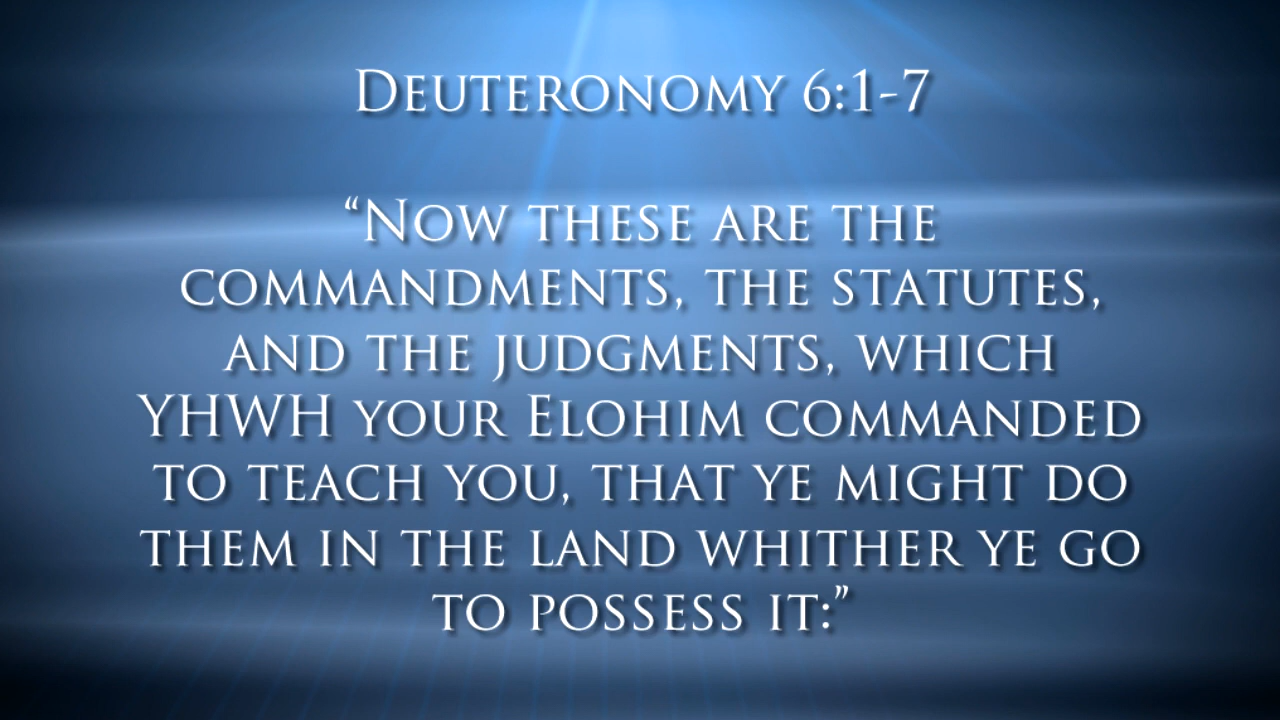 Deuteronomy 6:1-7
“Now these are the
commandments, the statutes,
and the judgments, which
YHWH your Elohim commanded
to teach you, that ye might do
them in the land whither ye go
to possess it:”